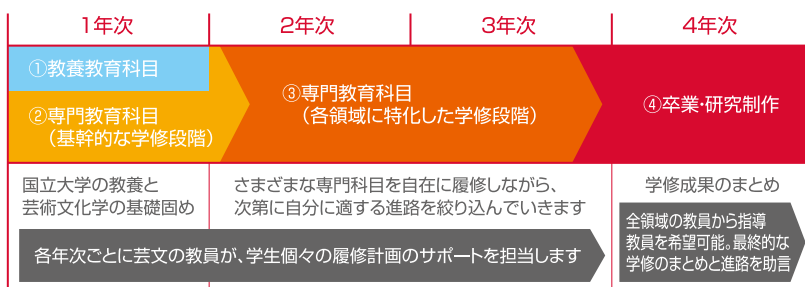 1年次
2年次
3年次
4年次
①教養教育科目
②専門教育科目
（基幹的な学修段階）
③専門教育科目
（各領域に特化した学修段階）
④卒業・研究制作
国立大学の教養と
芸術文化学の基礎固め
さまざまな専門科目を自在に履修しながら、
次第に自分に適する進路を絞り込んでいきます
学修成果のまとめ
各年次ごとに芸文の教員が、学生個々の履修計画のサポートを担当します
全領域の教員から指導
教員を希望可能。最終的な
学修のまとめと進路を助言